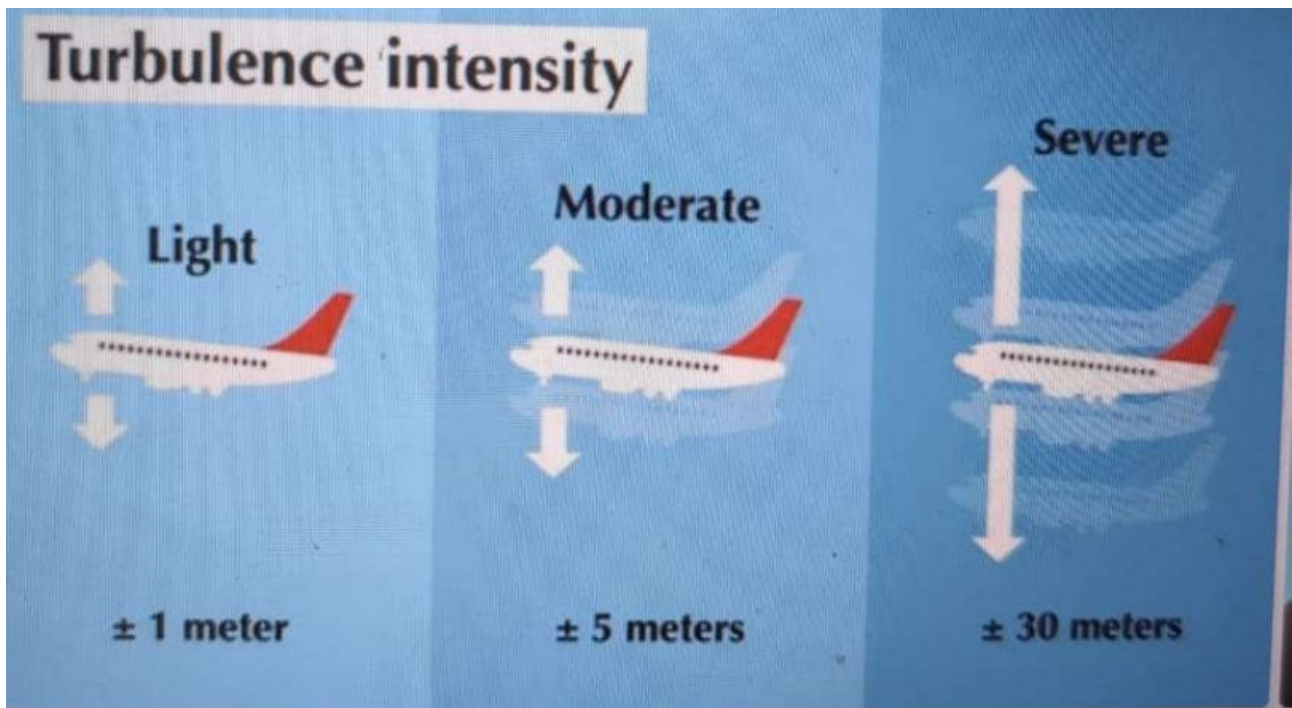 Turbulence intensity
Light
Moderate
Severe
± 1 meter
± 5 meters
± 30 meters